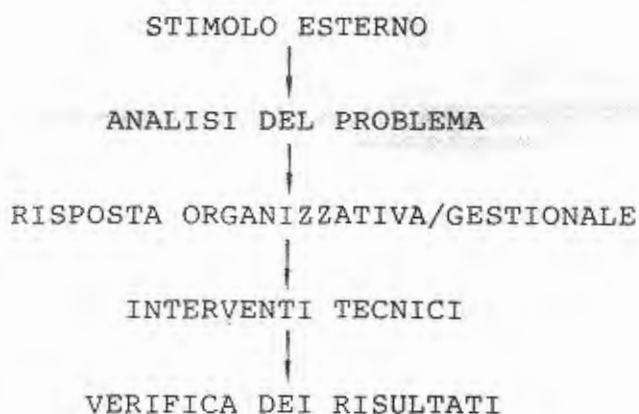 STIMOLO ESTERNO
ANALISI DEL PROBLEMA
RISPOSTA ORGANIZZATIVA/GESTIONALE
INTERVENTI TECNICI
VERIFICA DEI RISULTATI